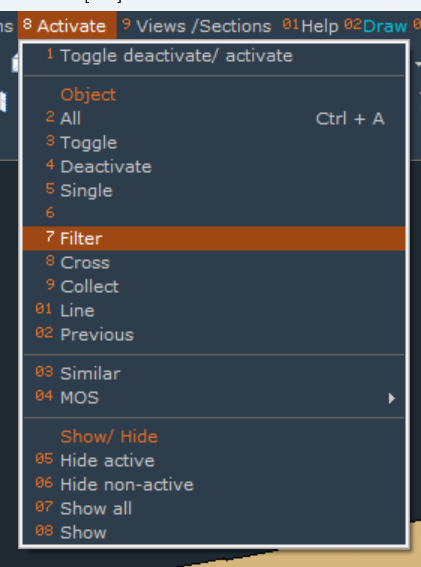 ns 8 Activate 9 Views /Sections 01 Help 02 Draw 0
1 Toggle deactivate/ activate
Object
2 All Ctrl + A
3 Toggle
4 Deactivate
5 Single
6
7 Filter
8 Cross
9 Collect
01 Line
02 Previous
03 Similar
04 MOS
Show/ Hide
05 Hide active
06 Hide non-active
07 Show all
08 Show